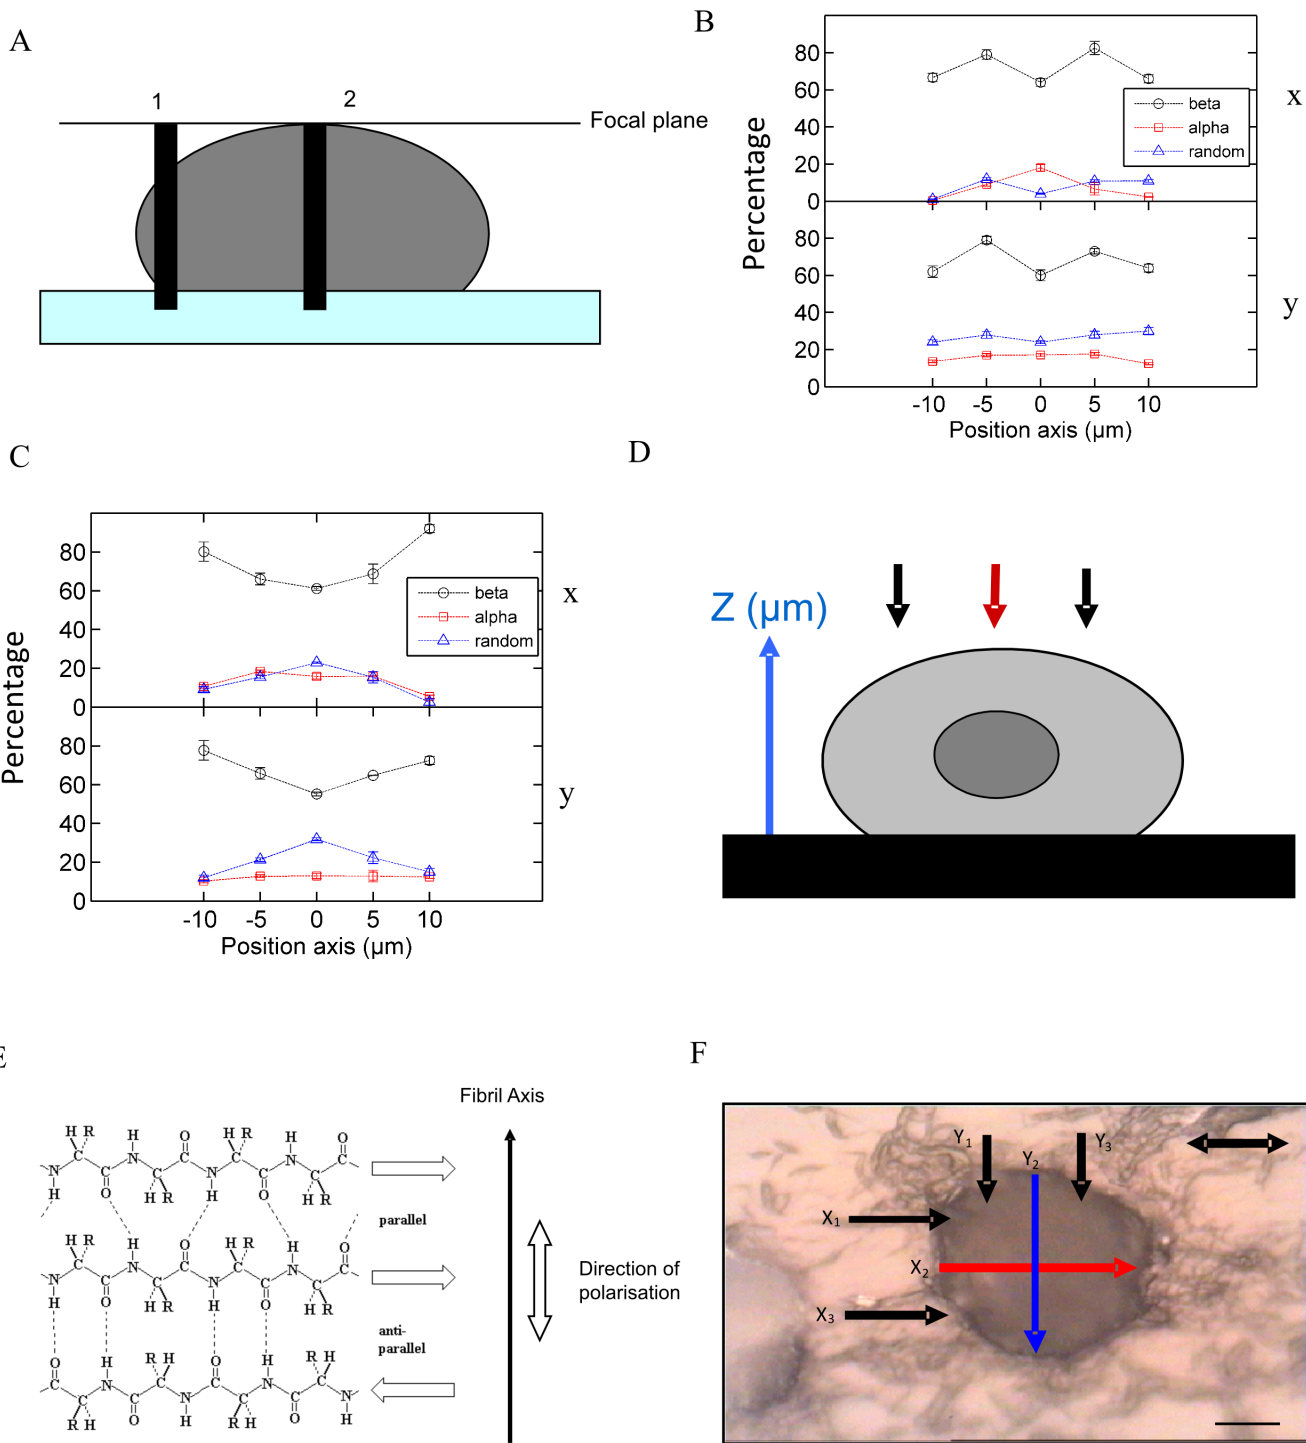 A
1
2
Focal plane
B
80
60
40
20
0
80
60
40
20
0
Percentage
beta
alpha
random
x
y
-10 -5 0 5 10
Position axis (µm)
C
80
60
40
20
0
80
60
40
20
0
Percentage
beta
alpha
random
x
y
-10 -5 0 5 10
Position axis (µm)
D
Z (µm)
E
Fibril Axis
H R H O H R H O
N C N C N C N C
H O H R H O H R
parallel
H R H O H R H O
N C N C N C N C
H O H R H O H R
Direction of
polarisation
anti-
parallel
O H R H O H R H
C N C N C N C N
R H O R H O H
F
Y1
Y2
Y3
X1
X2
X3